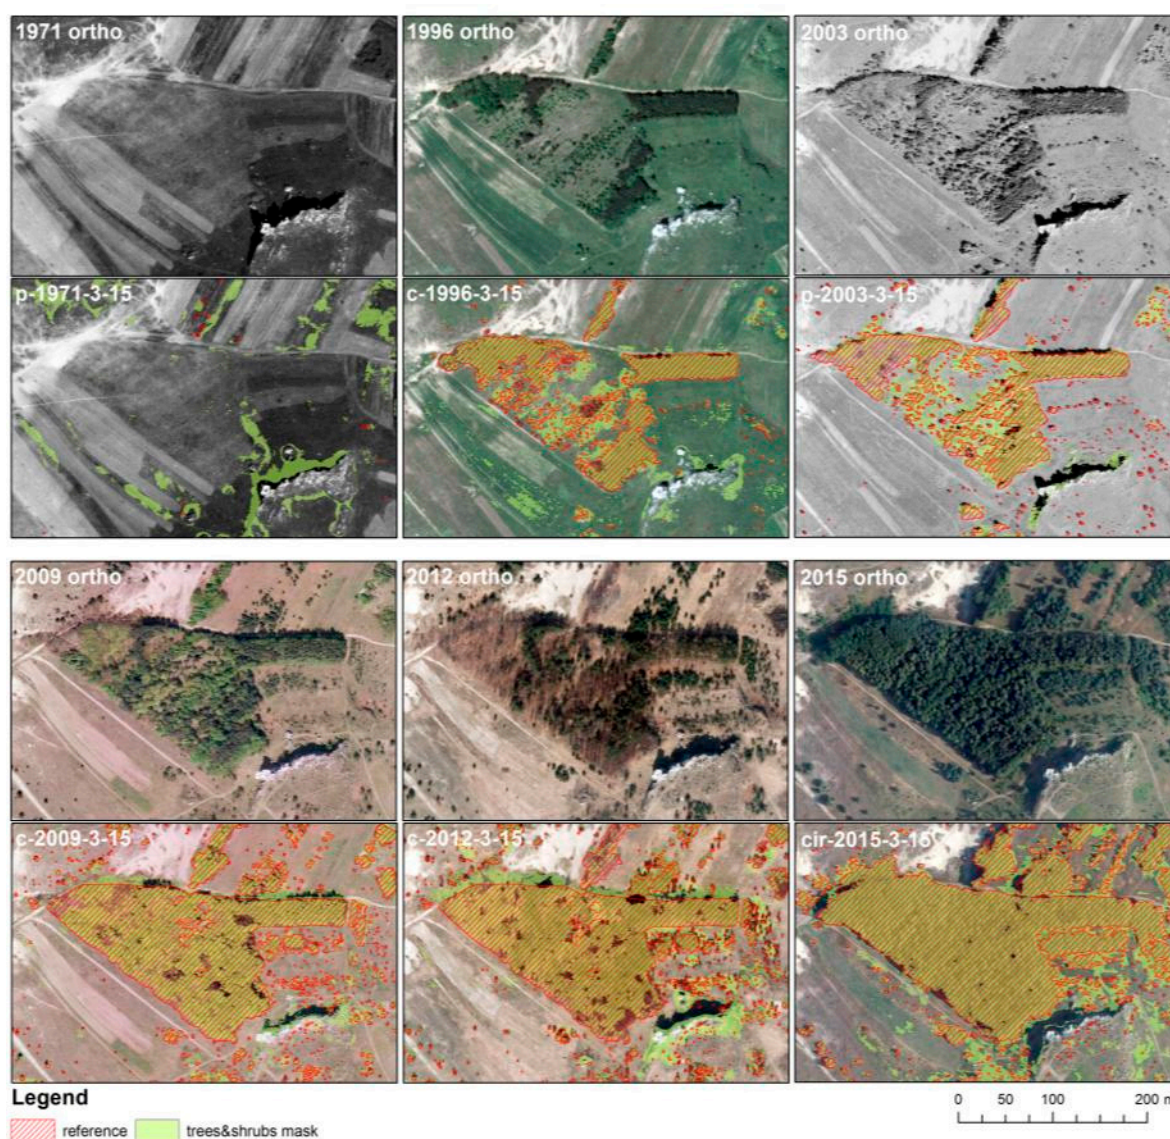 1971 ortho
1996 ortho
2003 ortho
p-1971-3-15
c-1996-3-15
p-2003-3-15
2009 ortho
2012 ortho
2015 ortho
c-2009-3-15
c-2012-3-15
cir-2015-3-16
Legend
reference
trees&shrubs mask
0 50 100 200 m